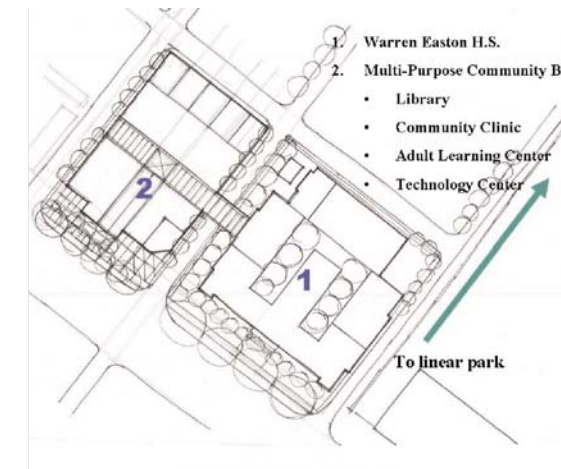 1. Warren Easton H.S.
2. Multi-Purpose Community B
• Library
• Community Clinic
• Adult Learning Center
• Technology Center
2
1
To linear park